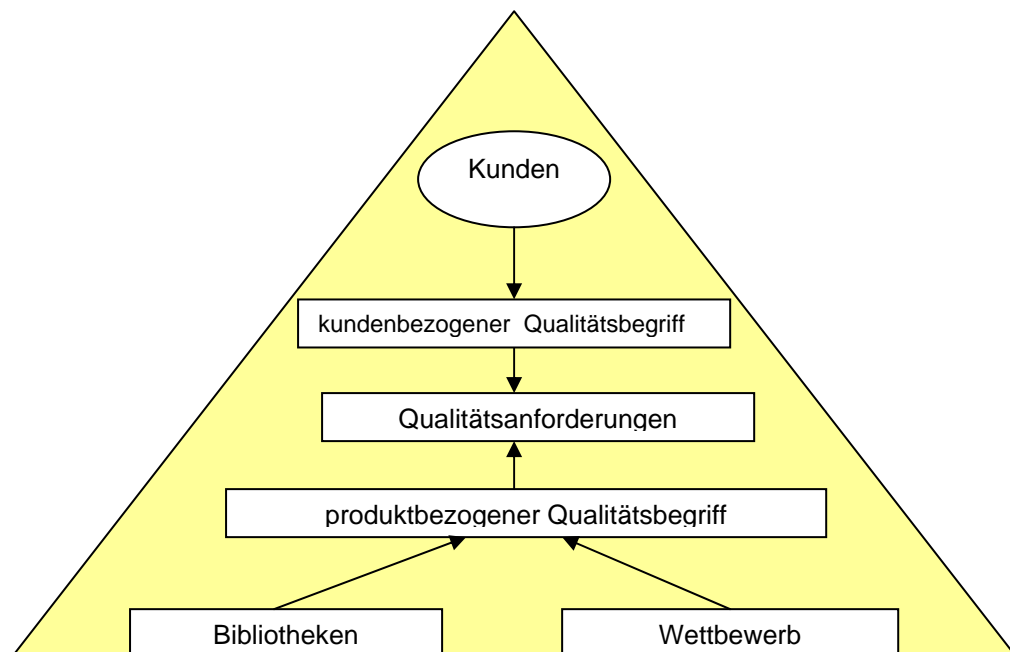 Kunden
kundenbezogener Qualitätsbegriff
Qualitätsanforderungen
produktbezogener Qualitätsbegriff
Bibliotheken
Wettbewerb